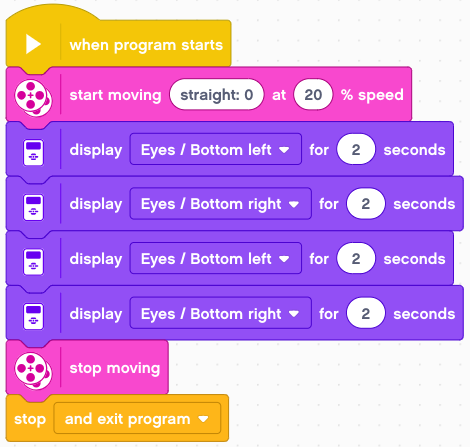 when program starts
start moving straight: 0 at 20 % speed
display Eyes / Bottom left for 2 seconds
display Eyes / Bottom right for 2 seconds
display Eyes / Bottom left for 2 seconds
display Eyes / Bottom right for 2 seconds
stop moving
stop and exit program